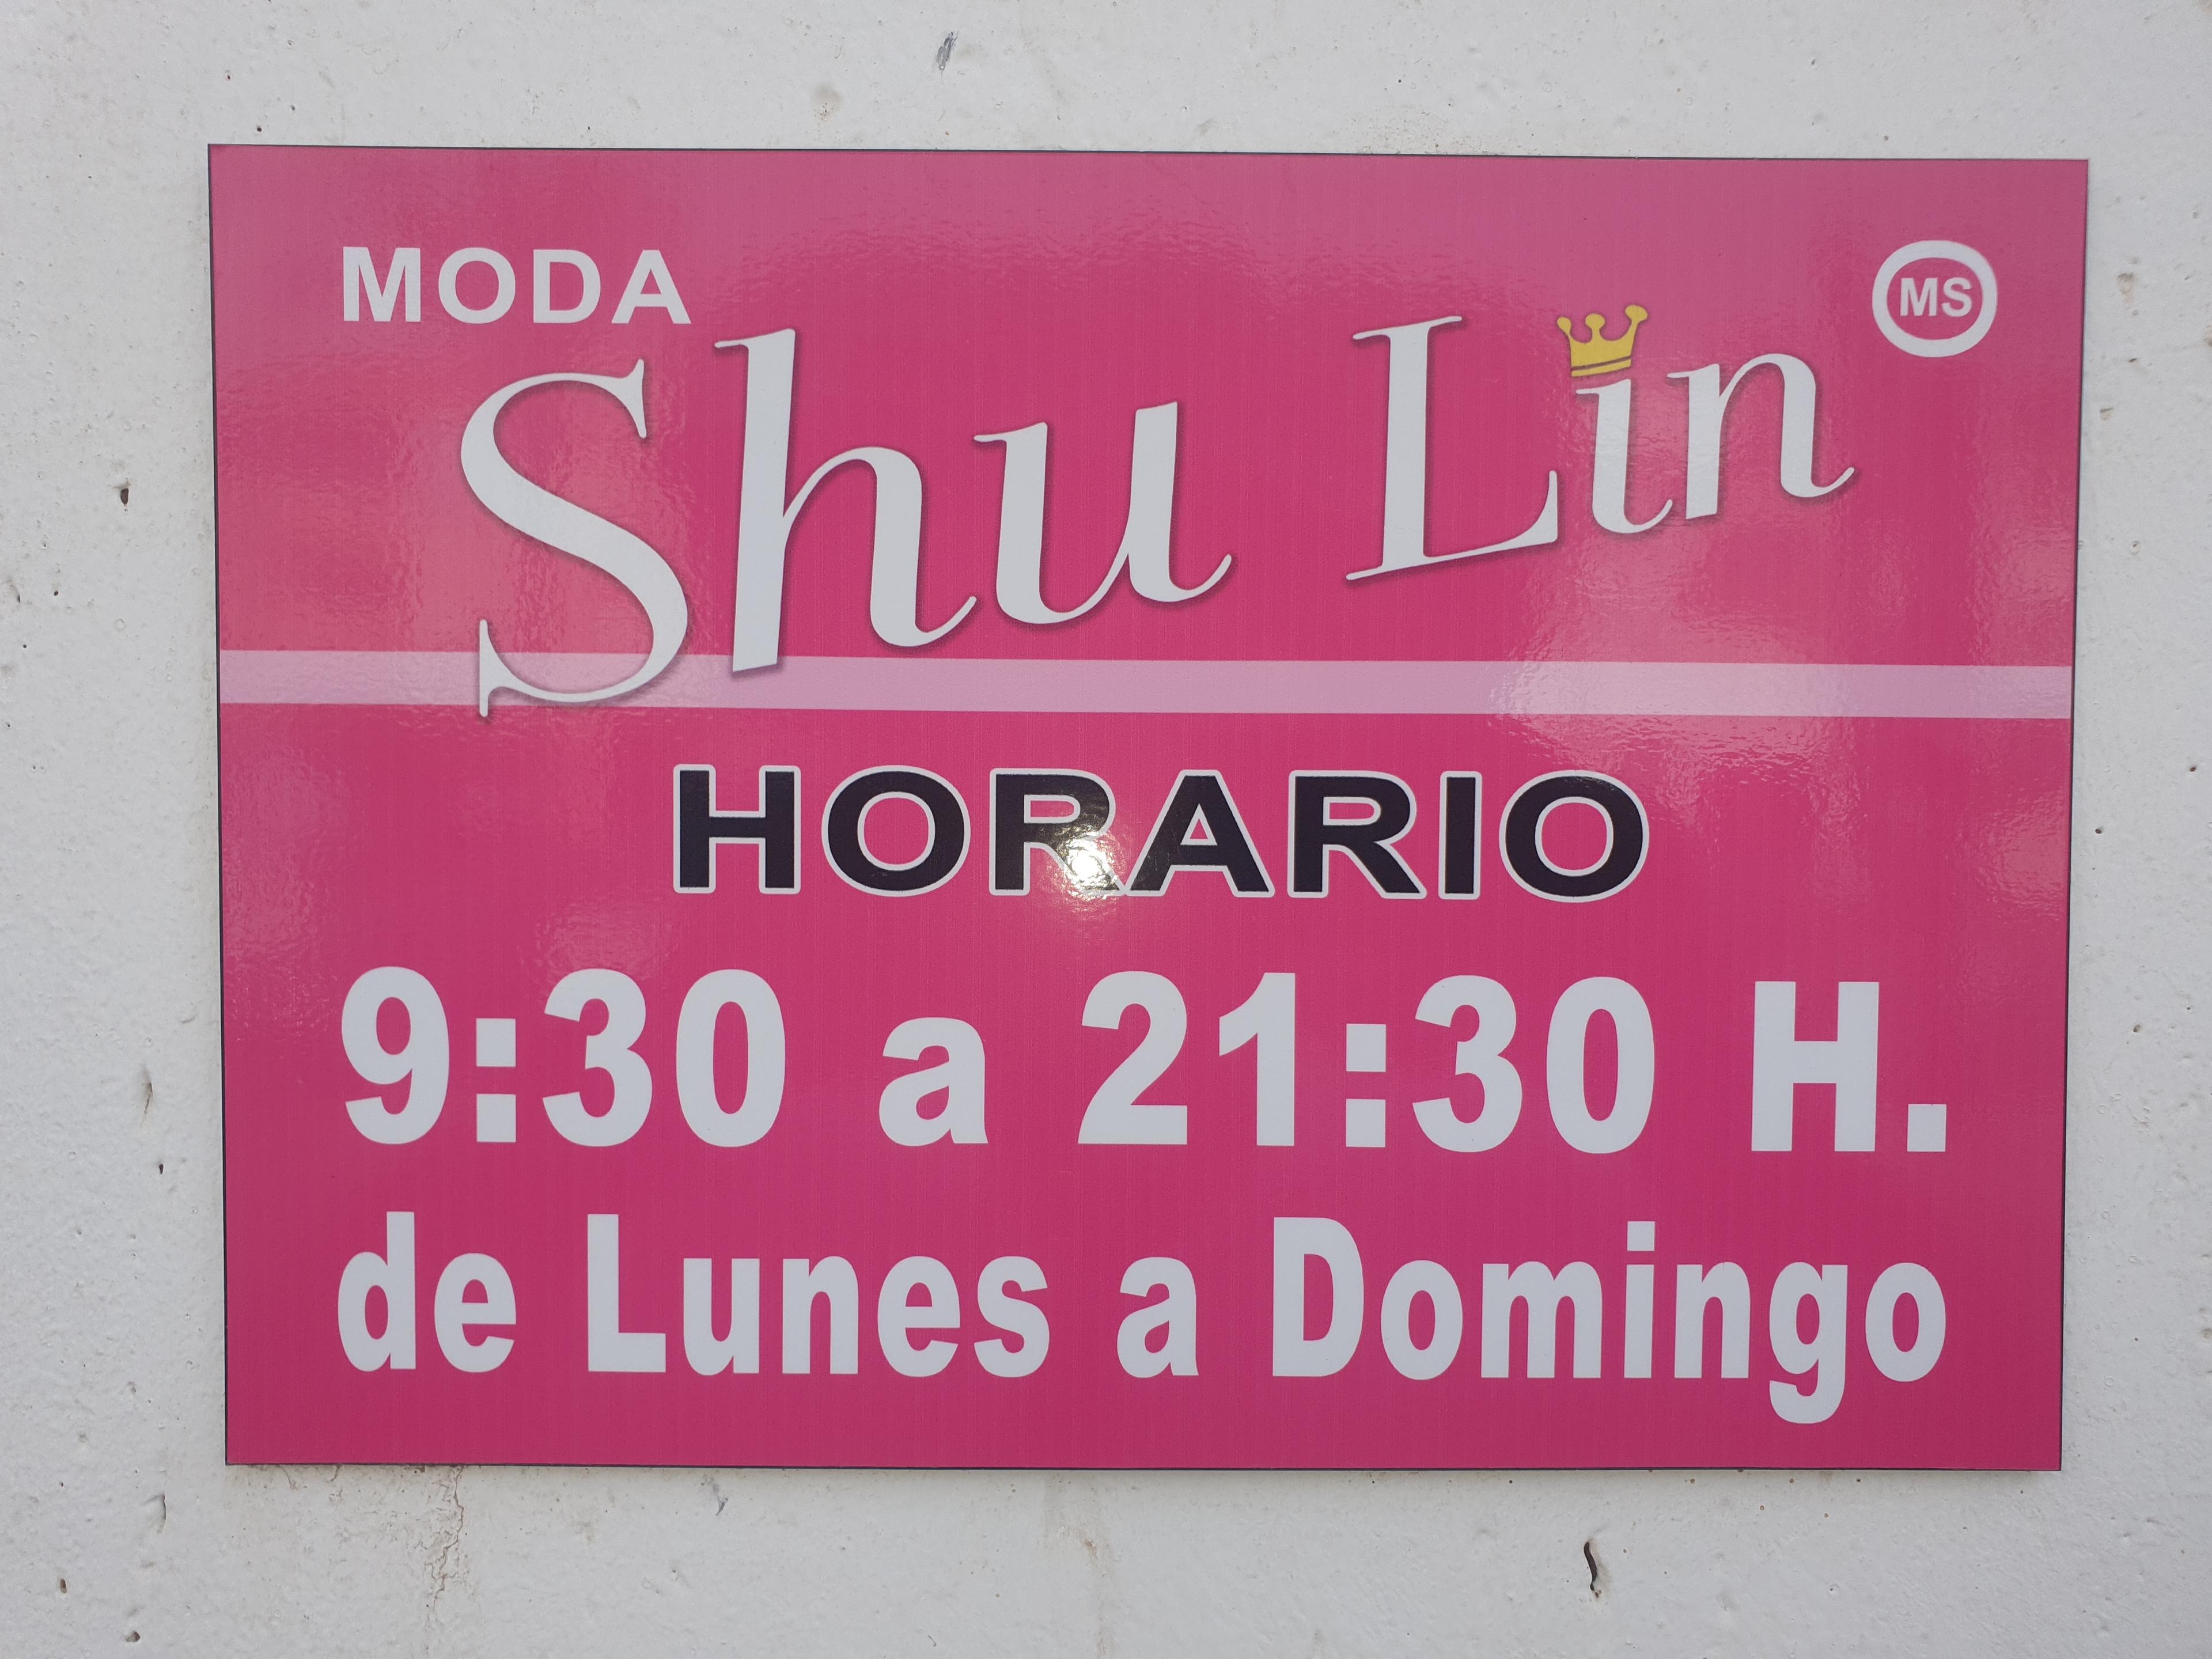 MODA
MS
Shu Lin
HORARIO
9:30 a 21:30 H.
de Lunes a Domingo